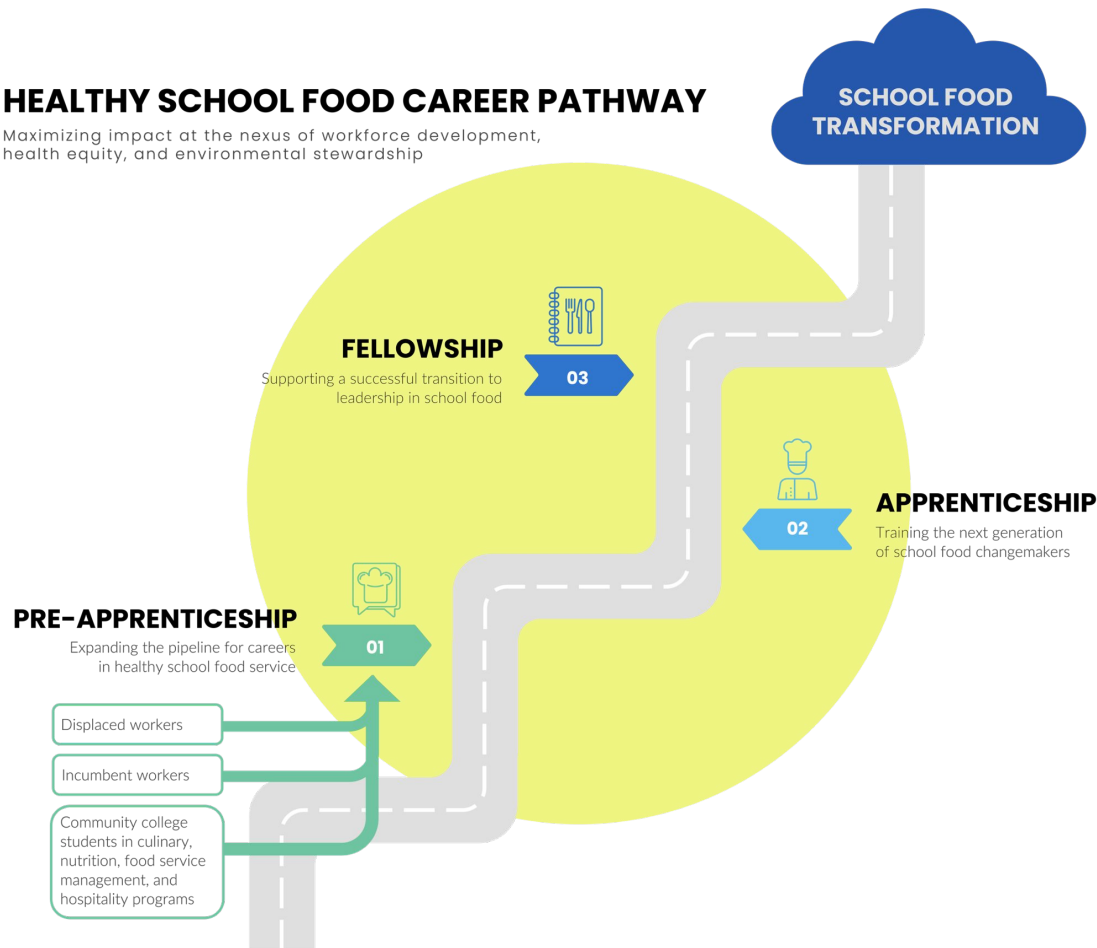 HEALTHY SCHOOL FOOD CAREER PATHWAY
Maximizing impact at the nexus of workforce development,
health equity, and environmental stewardship
SCHOOL FOOD
TRANSFORMATION
FELLOWSHIP
Supporting a successful transition to
leadership in school food
03
02
APPRENTICESHIP
Training the next generation
of school food changemakers
PRE-APPRENTICESHIP
Expanding the pipeline for careers
in healthy school food service
01
Displaced workers
Incumbent workers
Community college
students in culinary,
nutrition, food service
management, and
hospitality programs